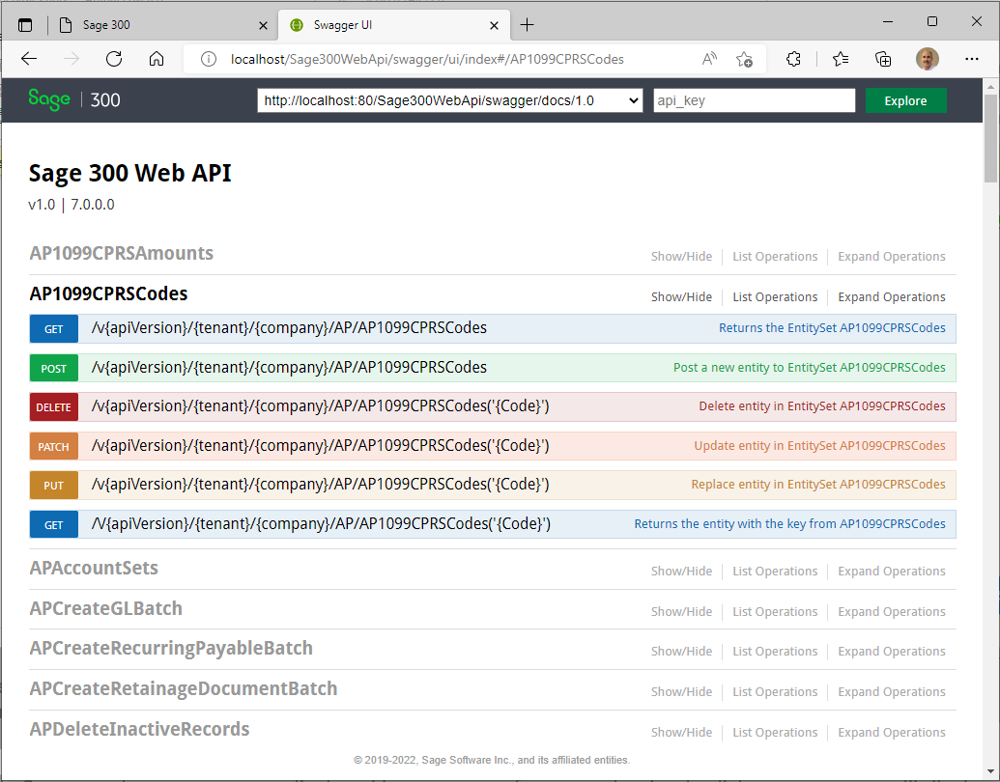 Sage 300
Swagger UI
localhost/Sage300WebApi/swagger/ui/index#/AP1099CPRSCodes
Sage 300 http://localhost:80/Sage300WebApi/swagger/docs/1.0 api_key Explore
Sage 300 Web API
v1.0 | 7.0.0.0
AP1099CPRSAmounts Show/Hide List Operations Expand Operations
AP1099CPRSCodes Show/Hide List Operations Expand Operations
GET /v{apiVersion}/{tenant}/{company}/AP/AP1099CPRSCodes Returns the EntitySet AP1099CPRSCodes
POST /v{apiVersion}/{tenant}/{company}/AP/AP1099CPRSCodes Post a new entity to EntitySet AP1099CPRSCodes
DELETE /v{apiVersion}/{tenant}/{company}/AP/AP1099CPRSCodes('{Code}') Delete entity in EntitySet AP1099CPRSCodes
PATCH /v{apiVersion}/{tenant}/{company}/AP/AP1099CPRSCodes('{Code}') Update entity in EntitySet AP1099CPRSCodes
PUT /v{apiVersion}/{tenant}/{company}/AP/AP1099CPRSCodes('{Code}') Replace entity in EntitySet AP1099CPRSCodes
GET /V{apiVersion}/{tenant}/{company}/AP/AP1099CPRSCodes('{Code}') Returns the entity with the key from AP1099CPRSCodes
APAccountSets Show/Hide List Operations Expand Operations
APCreateGLBatch Show/Hide List Operations Expand Operations
APCreateRecurringPayableBatch Show/Hide List Operations Expand Operations
APCreateRetainageDocumentBatch Show/Hide List Operations Expand Operations
APDeleteInactiveRecords Show/Hide List Operations Expand Operations
© 2019-2022, Sage Software Inc., and its affiliated entities.